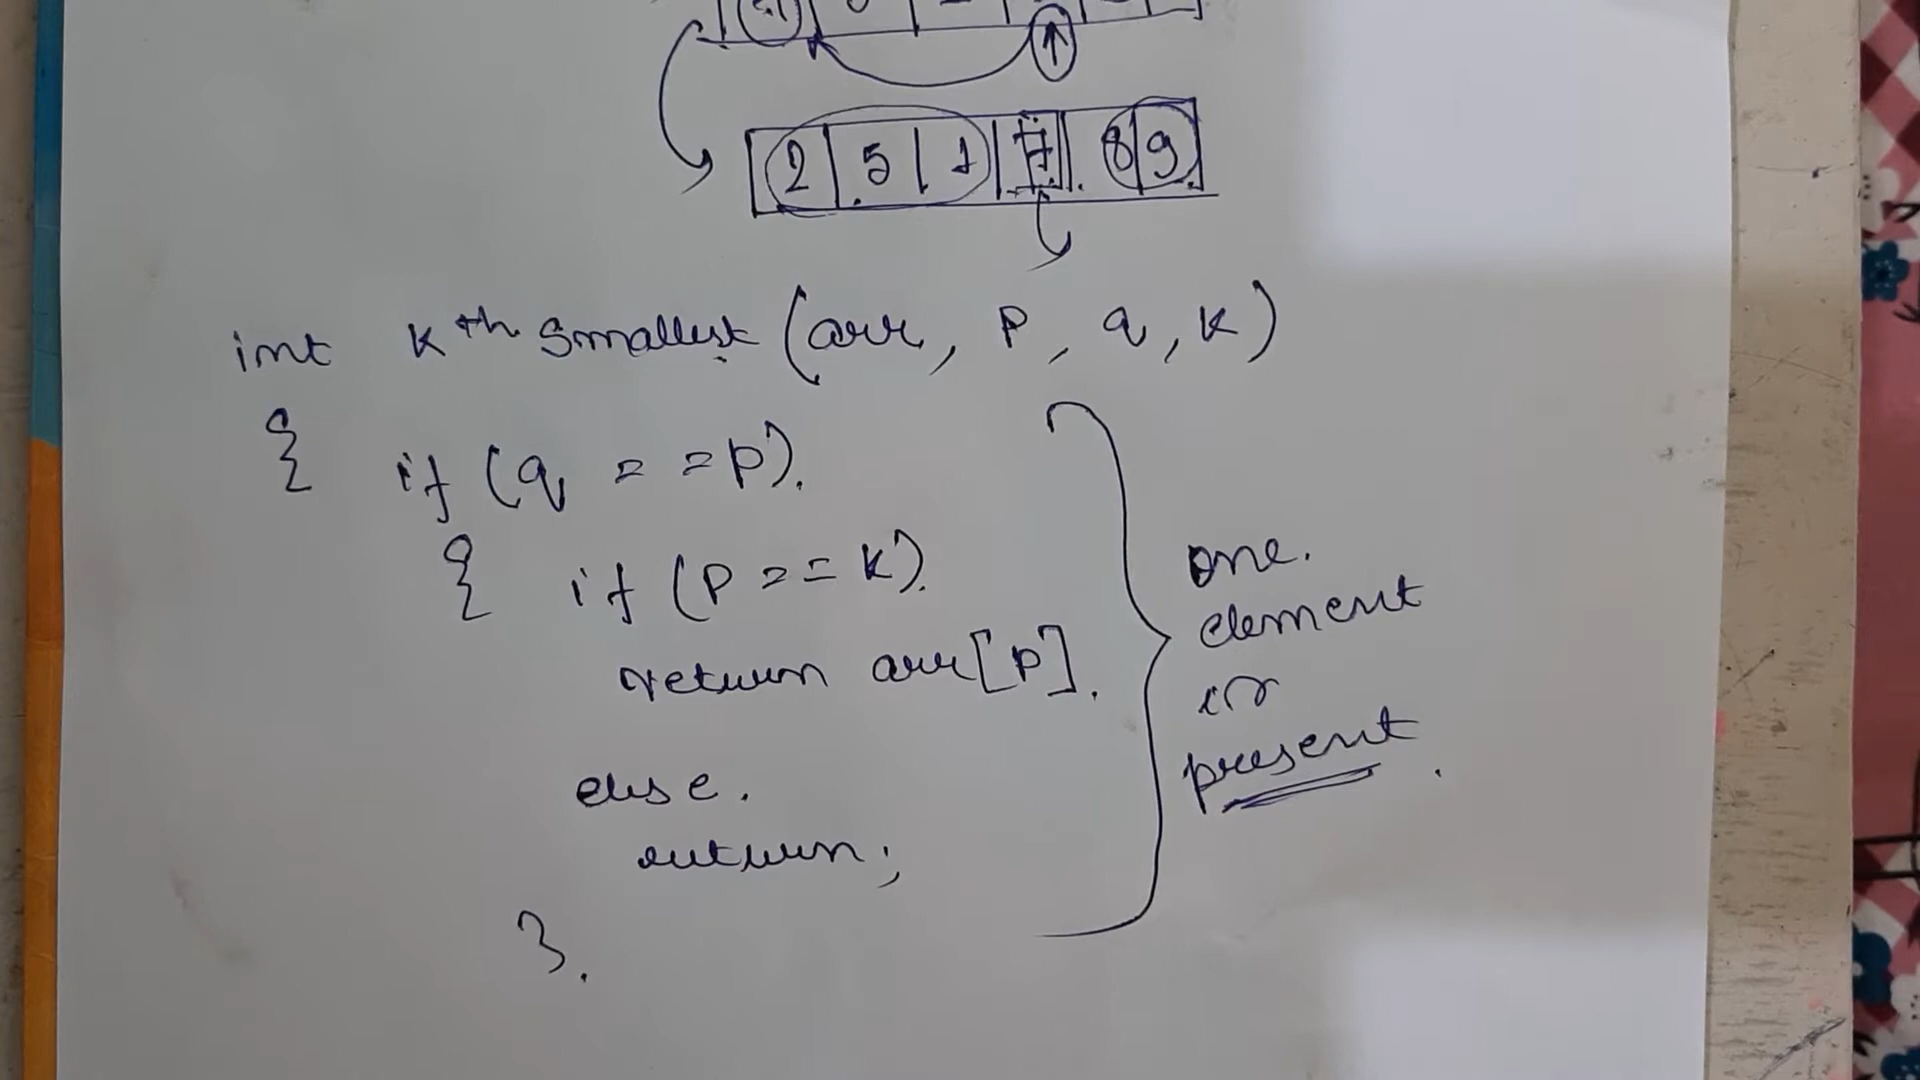 2 5 1 7 8 9
int kth smallest (arr, p, q, k)
{ if (q == p).
{ if (p == k).
return arr[p].
else.
return;
}.
one.
element
is
present.